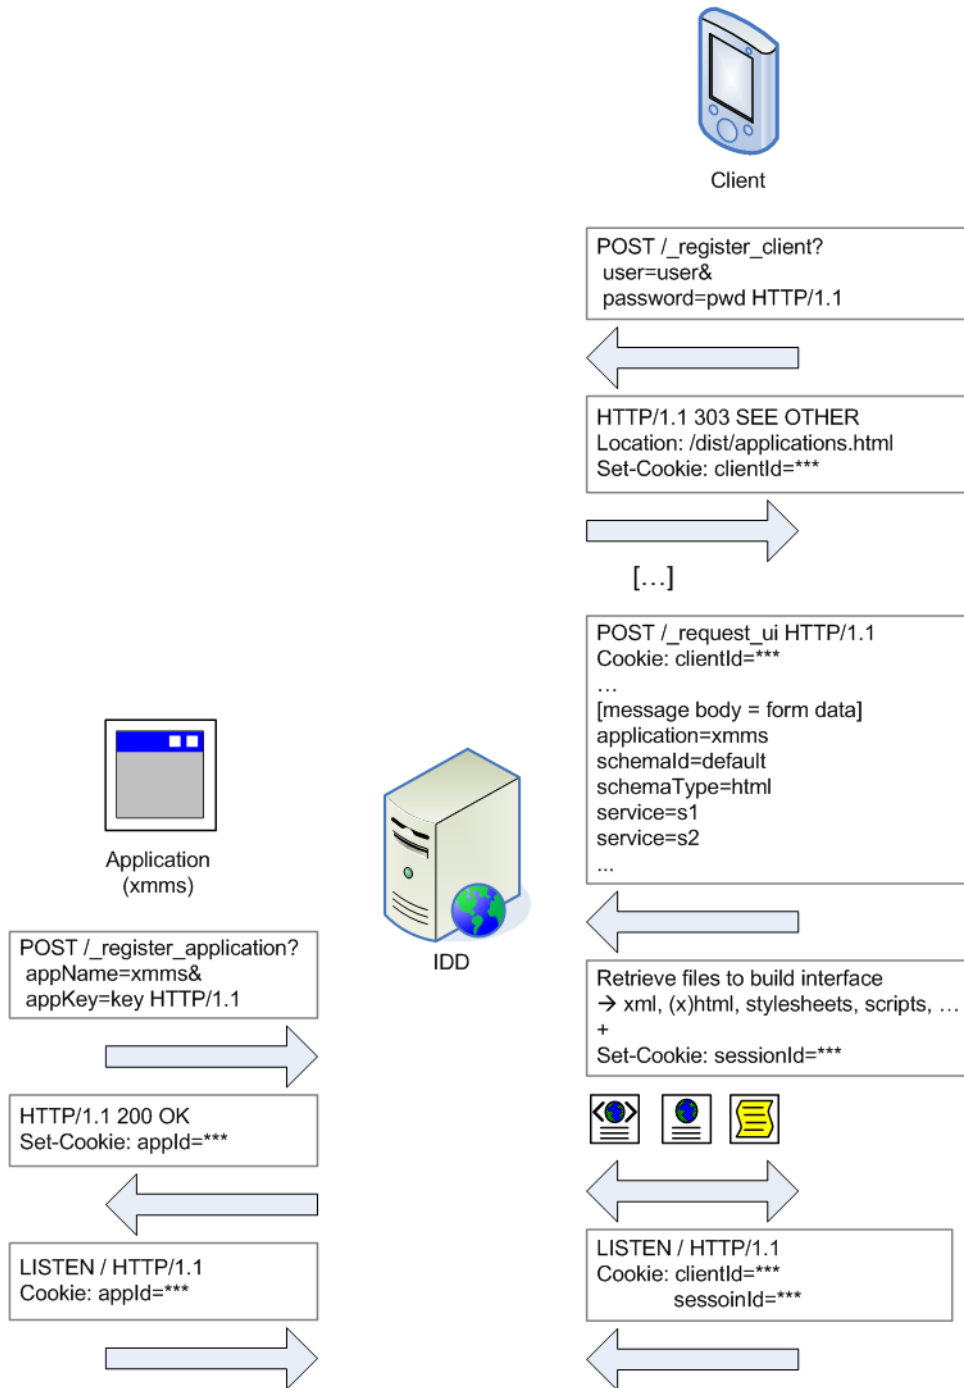 Client
POST /_register_client?
user=user&
password=pwd HTTP/1.1
HTTP/1.1 303 SEE OTHER
Location: /dist/applications.html
Set-Cookie: clientId=***
[...]
POST /_request_ui HTTP/1.1
Cookie: clientId=***
...
[message body = form data]
application=xmms
schemaId=default
schemaType=html
service=s1
service=s2
...
Application
(xmms)
IDD
POST /_register_application?
appName=xmms&
appKey=key HTTP/1.1
Retrieve files to build interface
→ xml, (x)html, stylesheets, scripts, ...
+
Set-Cookie: sessionId=***
HTTP/1.1 200 OK
Set-Cookie: appId=***
LISTEN / HTTP/1.1
Cookie: appId=***
LISTEN / HTTP/1.1
Cookie: clientId=***
sessoinId=***